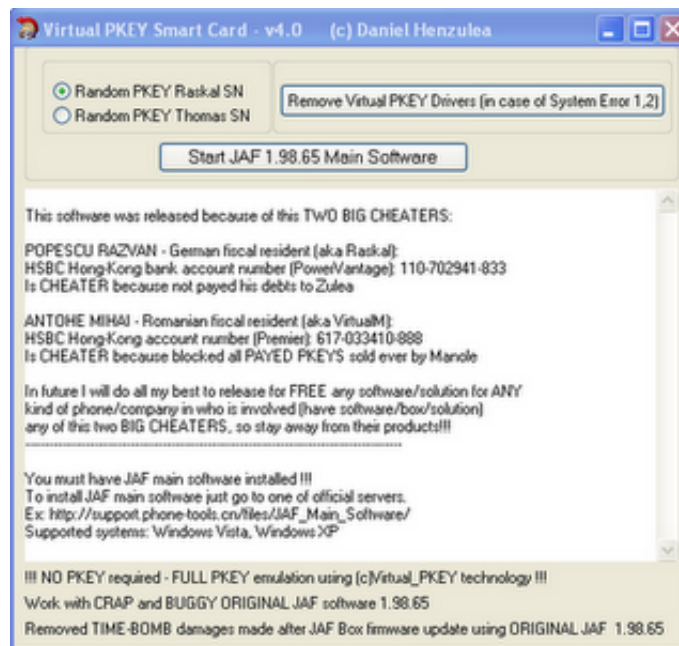 Virtual PKEY Smart Card - v4.0 (c) Daniel Henzulea
Random PKEY Raskal SN
Random PKEY Thomas SN
Remove Virtual PKEY Drivers (in case of System Error 1,2)
Start JAF 1.98.65 Main Software
This software was released because of this TWO BIG CHEATERS:
POPESCU RAZVAN - German fiscal resident (aka Raskal):
HSBC Hong-Kong bank account number (PowerVantage): 110-702941-833
Is CHEATER because not payed his debts to Zulea
ANTOHE MIHAI - Romanian fiscal resident (aka VirtualM):
HSBC Hong-Kong account number (Premier): 617-033410-888
Is CHEATER because blocked all PAYED PKEYS sold ever by Manole
In future I will do all my best to release for FREE any software/solution for ANY
kind of phone/company in who is involved (have software/box/solution)
any of this two BIG CHEATERS, so stay away from their products!!!
You must have JAF main software installed !!!
To install JAF main software just go to one of official servers.
Ex: http://support.phone-tools.cn/files/JAF_Main_Software/
Supported systems: Windows Vista, Windows XP
!!! NO PKEY required - FULL PKEY emulation using (c)Virtual_PKEY technology !!!
Work with CRAP and BUGGY ORIGINAL JAF software 1.98.65
Removed TIME-BOMB damages made after JAF Box firmware update using ORIGINAL JAF 1.98.65